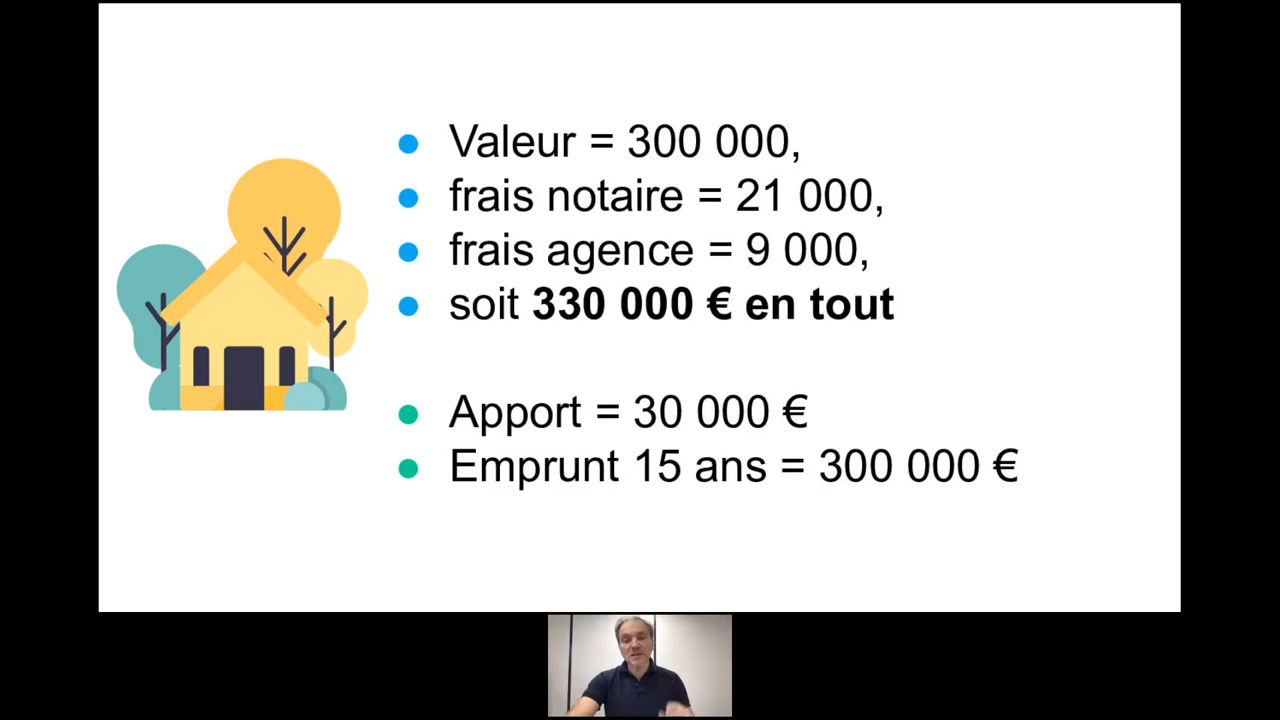 Valeur = 300 000,
frais notaire = 21 000,
frais agence = 9 000,
soit 330 000 € en tout
Apport = 30 000 €
Emprunt 15 ans = 300 000 €